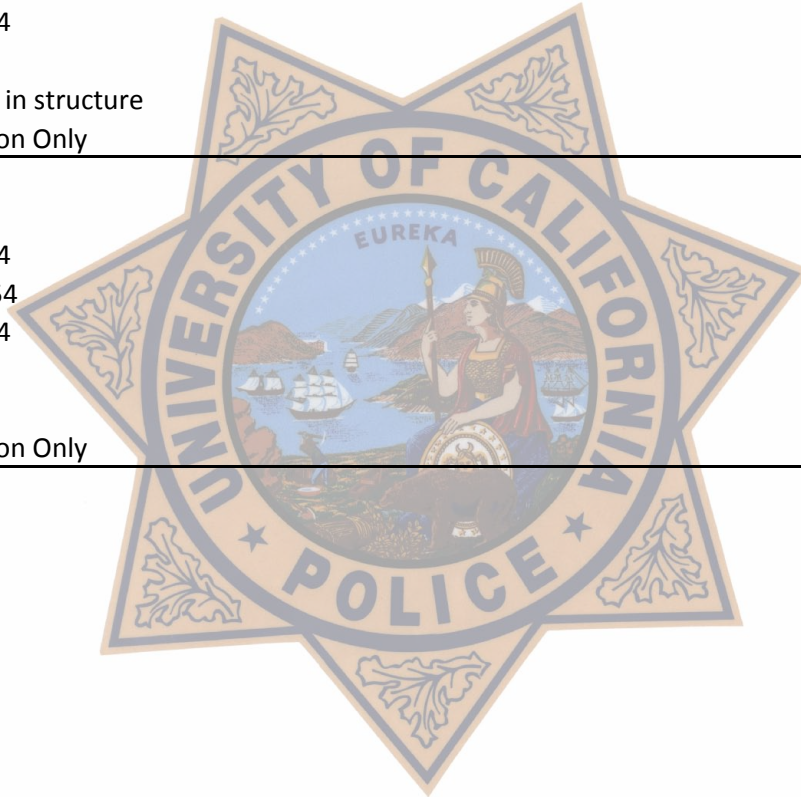 4
in structure
on Only
4
54
4
on Only
UNIVERSITY OF CALIFORNIA
EUREKA
★ POLICE ★